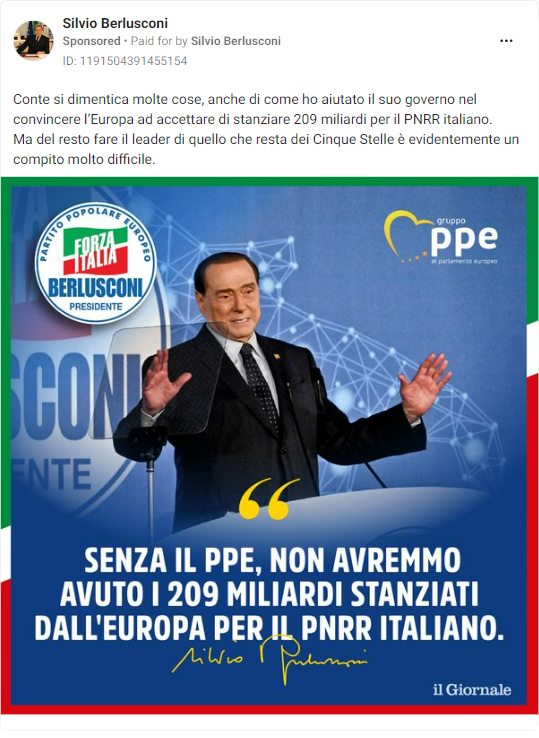 Silvio Berlusconi
Sponsored • Paid for by Silvio Berlusconi
ID: 1191504391455154
Conte si dimentica molte cose, anche di come ho aiutato il suo governo nel
convincere l'Europa ad accettare di stanziare 209 miliardi per il PNRR italiano.
Ma del resto fare il leader di quello che resta dei Cinque Stelle è evidentemente un
compito molto difficile.
PARTITO POPOLARE EUROPEO
FORZA
ITALIA
BERLUSCONI
PRESIDENTE
gruppo
ppe
al parlamento europeo
USCONI
ENTE
“
SENZA IL PPE, NON AVREMMO
AVUTO I 209 MILIARDI STANZIATI
DALL'EUROPA PER IL PNRR ITALIANO.
Silvio Berlusconi
il Giornale